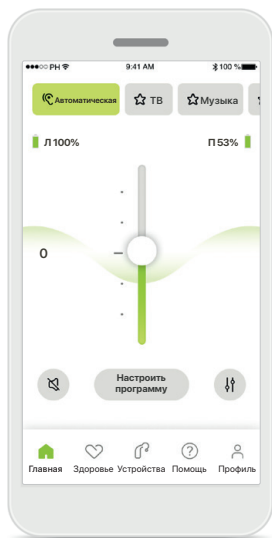 PH 9:41 AM 100 %
Автоматическая ТВ Музыка
Л 100% П 53%
0
Настроить
программу
Главная Здоровье Устройства Помощь Профиль